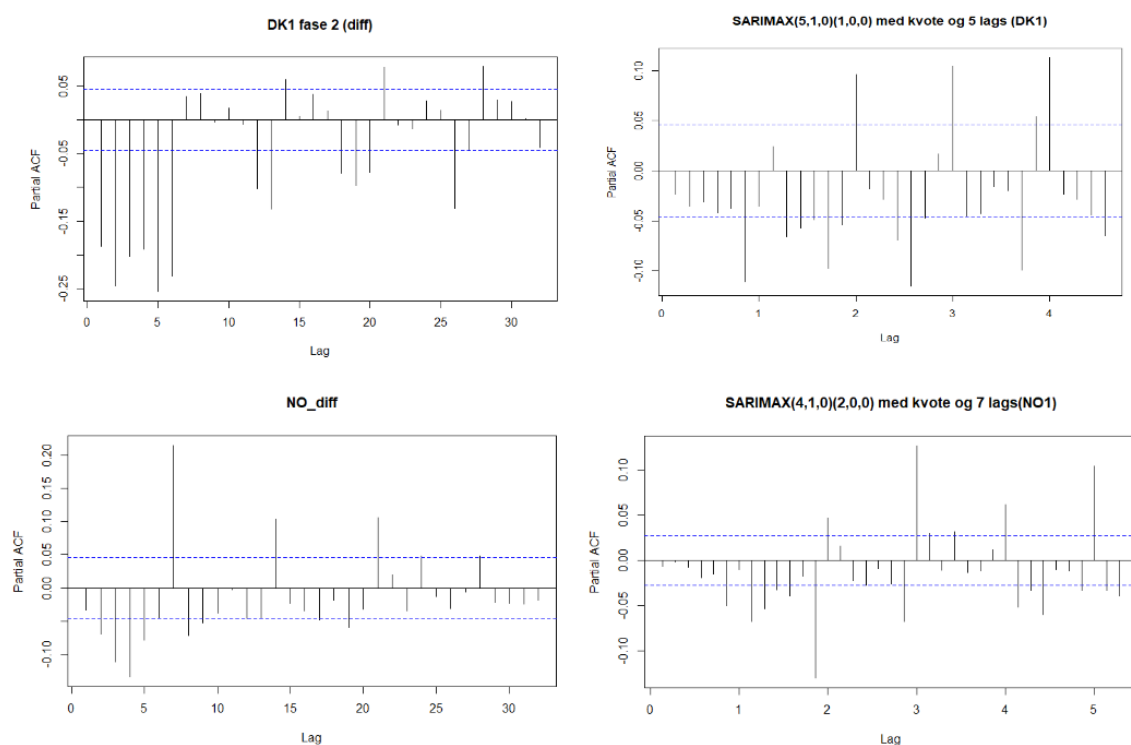 DK1 fase 2 (diff)
Partial ACF
0.05
-0.05
-0.15
-0.25
0 5 10 15 20 25 30
Lag
SARIMAX(5,1,0)(1,0,0) med kvote og 5 lags (DK1)
Partial ACF
0.10
0.05
0.00
-0.05
-0.10
0 1 2 3 4
Lag
NO_diff
Partial ACF
0.20
0.15
0.10
0.05
0.00
-0.10
0 5 10 15 20 25 30
Lag
SARIMAX(4,1,0)(2,0,0) med kvote og 7 lags(NO1)
Partial ACF
0.10
0.05
0.00
-0.05
-0.10
0 1 2 3 4 5
Lag